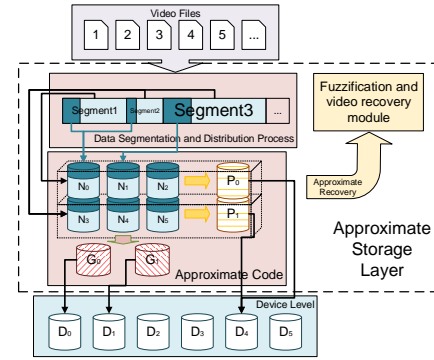 Video Files
1 2 3 4 5 ...
Segment1 Segment2 Segment3 ...
Data Segmentation and Distribution Process
Fuzzification and
video recovery
module
Approximate
Recovery
N0 N1 N2 P0
N3 N4 N5 P1
G0 G1
Approximate Code
Approximate
Storage
Layer
Device Level
D0 D1 D2 D3 D4 D5